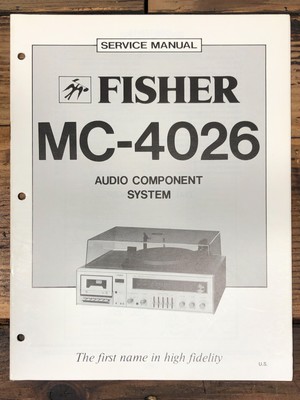 SERVICE MANUAL
FISHER
MC-4026
AUDIO COMPONENT
SYSTEM
The first name in high fidelity
U.S.